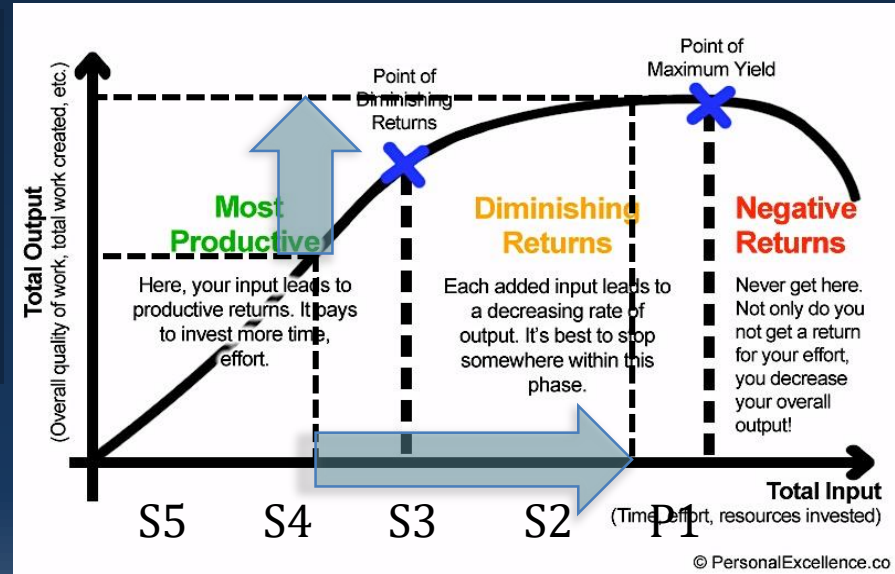 Total Output
(Overall quality of work, total work created, etc.)
Point of
Diminishing
Returns
Point of
Maximum Yield
Most
Productive
Here, your input leads to
productive returns. It pays
to invest more time,
effort.
Diminishing
Returns
Each added input leads to
a decreasing rate of
output. It's best to stop
somewhere within this
phase.
Negative
Returns
Never get here.
Not only do you
not get a return
for your effort,
you decrease
your overall
output!
Total Input
(Time, effort, resources invested)
S5 S4 S3 S2 P1
© PersonalExcellence.co